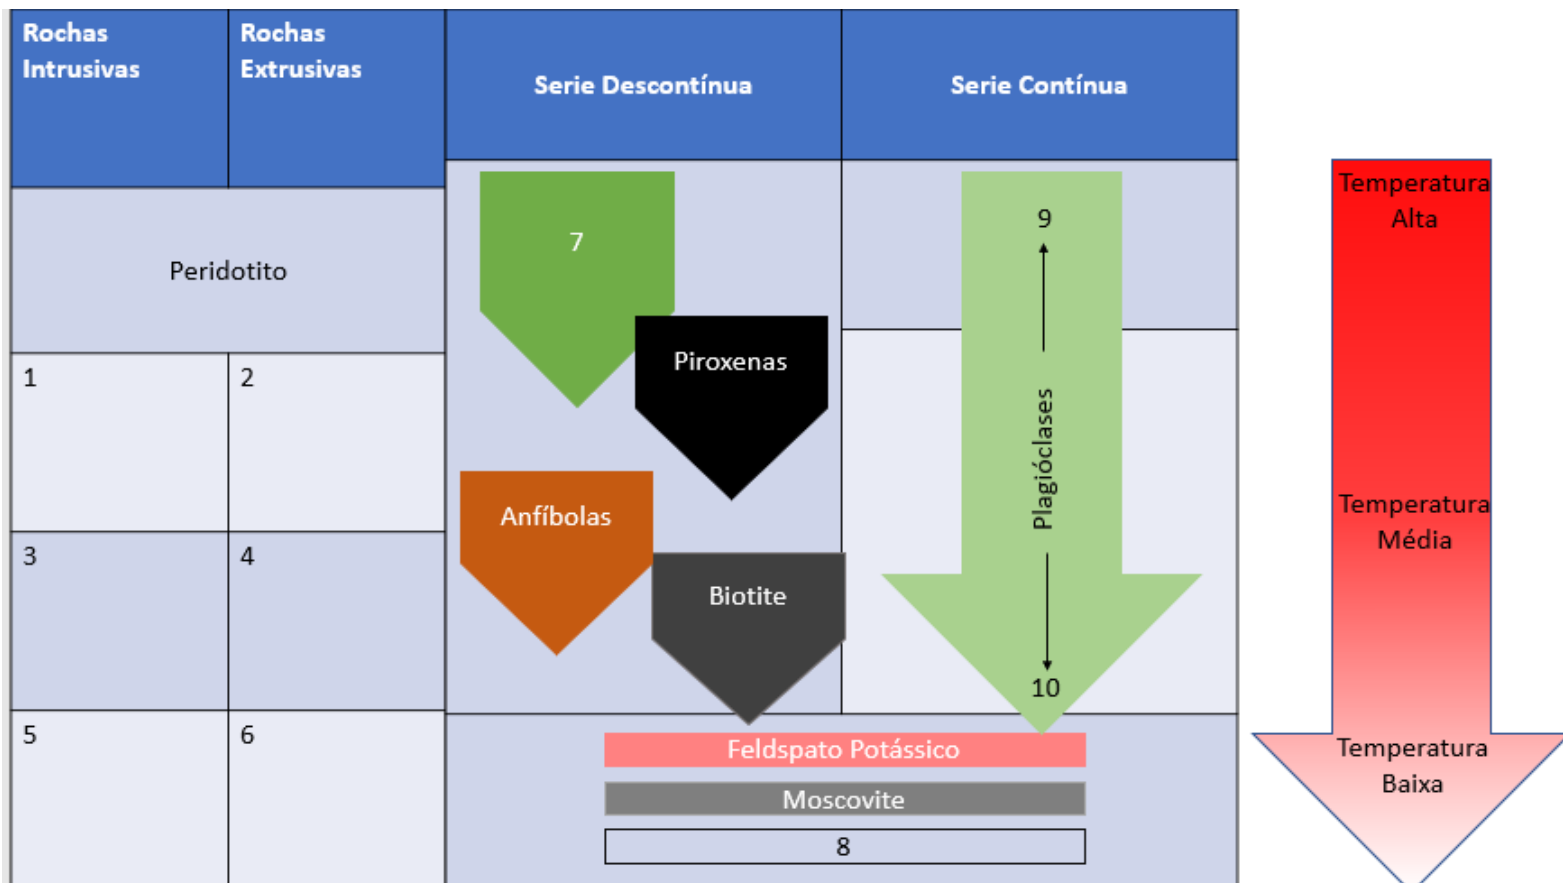 Rochas
Intrusivas
Rochas
Extrusivas
Serie Descontínua
Serie Contínua
Peridotito
1
2
3
4
5
6
7
Piroxenas
Anfíbolas
Biotite
9
Plagióclases
10
Feldspato Potássico
Moscovite
8
Temperatura
Alta
Temperatura
Média
Temperatura
Baixa